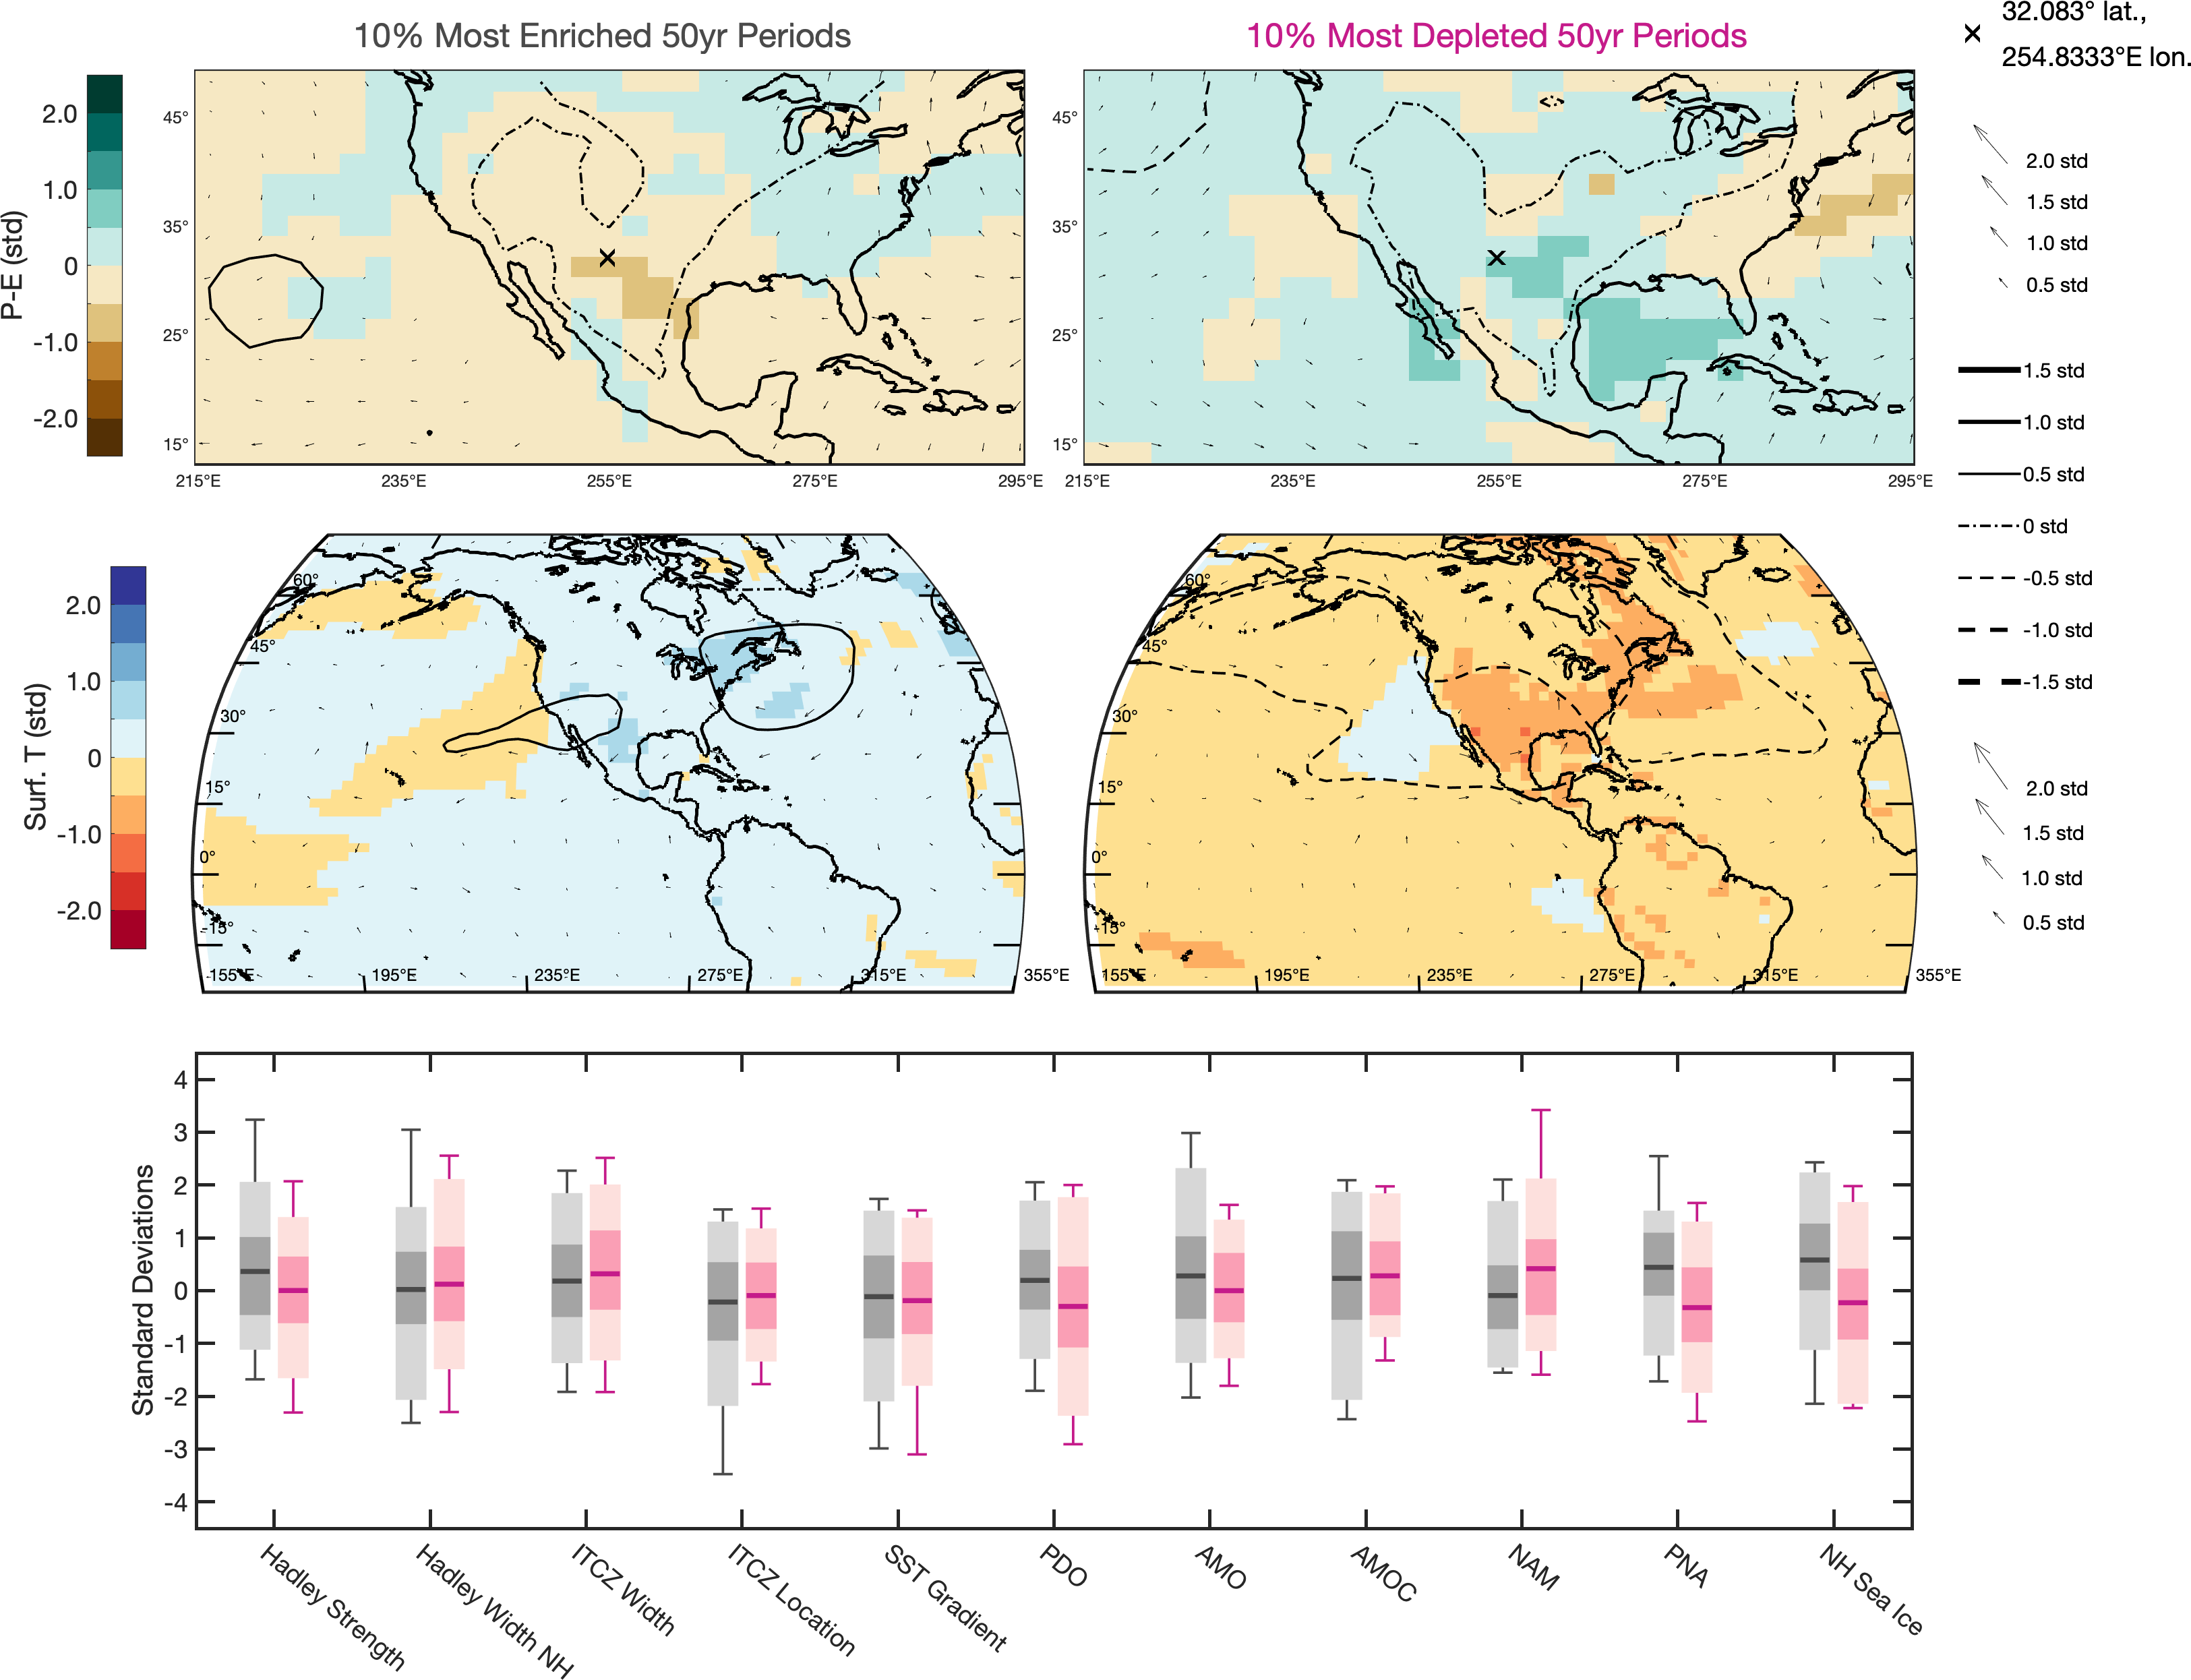 10% Most Enriched 50yr Periods
10% Most Depleted 50yr Periods
32.083° lat.,
254.8333°E lon.
P-E (std)
2.0
1.0
0
-1.0
-2.0
45°
35°
25°
15°
215°E
235°E
255°E
275°E
295°E
45°
35°
25°
15°
215°E
235°E
255°E
275°E
295°E
2.0 std
1.5 std
1.0 std
0.5 std
1.5 std
1.0 std
0.5 std
0 std
-0.5 std
-1.0 std
-1.5 std
Surf. T (std)
2.0
1.0
0
-1.0
-2.0
60°
45°
30°
15°
0°
-15°
155°E
195°E
235°E
275°E
315°E
355°E
60°
45°
30°
15°
0°
-15°
155°E
195°E
235°E
275°E
315°E
355°E
2.0 std
1.5 std
1.0 std
0.5 std
Standard Deviations
4
3
2
1
0
-1
-2
-3
-4
Hadley Strength
Hadley Width NH
ITCZ Width
ITCZ Location
SST Gradient
PDO
AMO
AMOC
NAM
PNA
NH Sea Ice